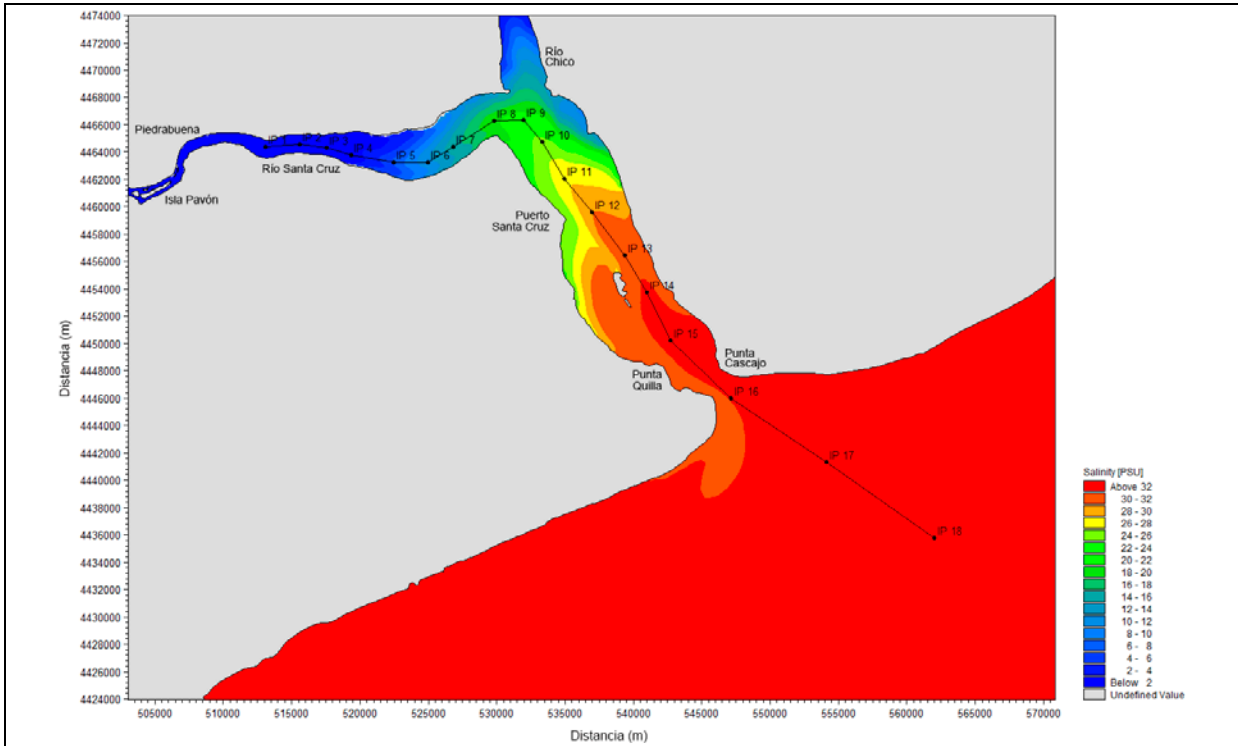 4474000
4472000
4470000
4468000
4466000
4464000
4462000
4460000
4458000
4456000
4454000
4452000
4450000
4448000
4446000
4444000
4442000
4440000
4438000
4436000
4434000
4432000
4430000
4428000
4426000
4424000
Distancia (m)
Río
Chico
Piedrabuena
Río Santa Cruz
Isla Pavón
IP 2
IP 3
IP 4
IP 5
IP 6
IP 7
IP 8
IP 9
IP 10
IP 11
IP 12
IP 13
IP 14
IP 15
IP 16
IP 17
IP 18
Puerto
Santa Cruz
Punta
Quilla
Punta
Cascajo
Salinity [PSU]
Above 32
30 - 32
28 - 30
26 - 28
24 - 26
22 - 24
20 - 22
18 - 20
16 - 18
14 - 16
12 - 14
10 - 12
8 - 10
6 - 8
4 - 6
2 - 4
Below 2
Undefined Value
505000 510000 515000 520000 525000 530000 535000 540000 545000 550000 555000 560000 565000 570000
Distancia (m)